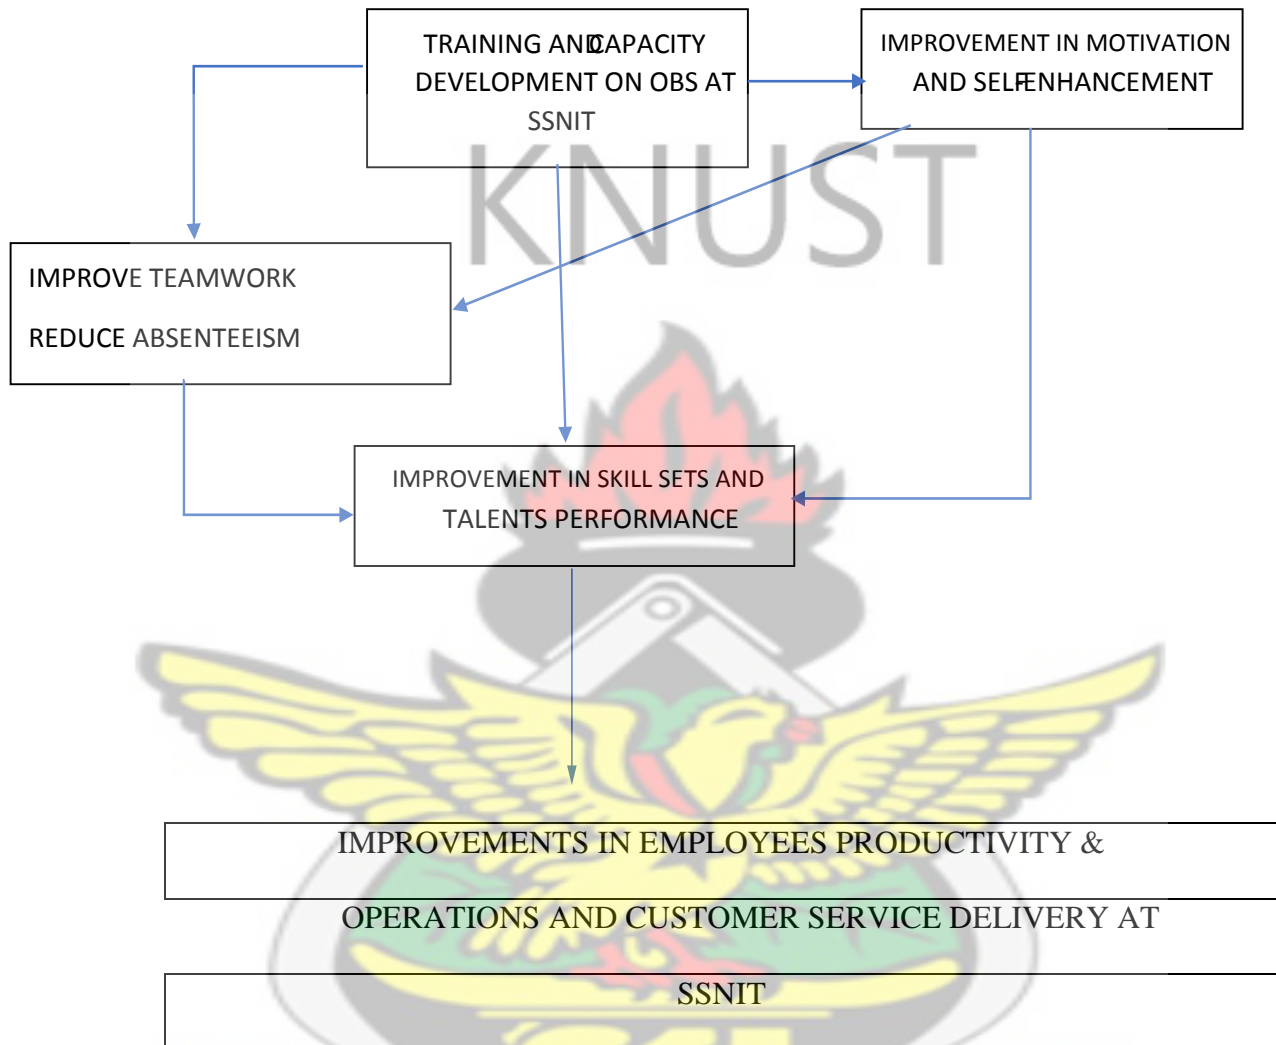 TRAINING AND CAPACITY
DEVELOPMENT ON OBS AT
SSNIT
IMPROVEMENT IN MOTIVATION
AND SELF-ENHANCEMENT
KNUST
IMPROVE TEAMWORK
REDUCE ABSENTEEISM
IMPROVEMENT IN SKILL SETS AND
TALENTS PERFORMANCE
IMPROVEMENTS IN EMPLOYEES PRODUCTIVITY &
OPERATIONS AND CUSTOMER SERVICE DELIVERY AT
SSNIT